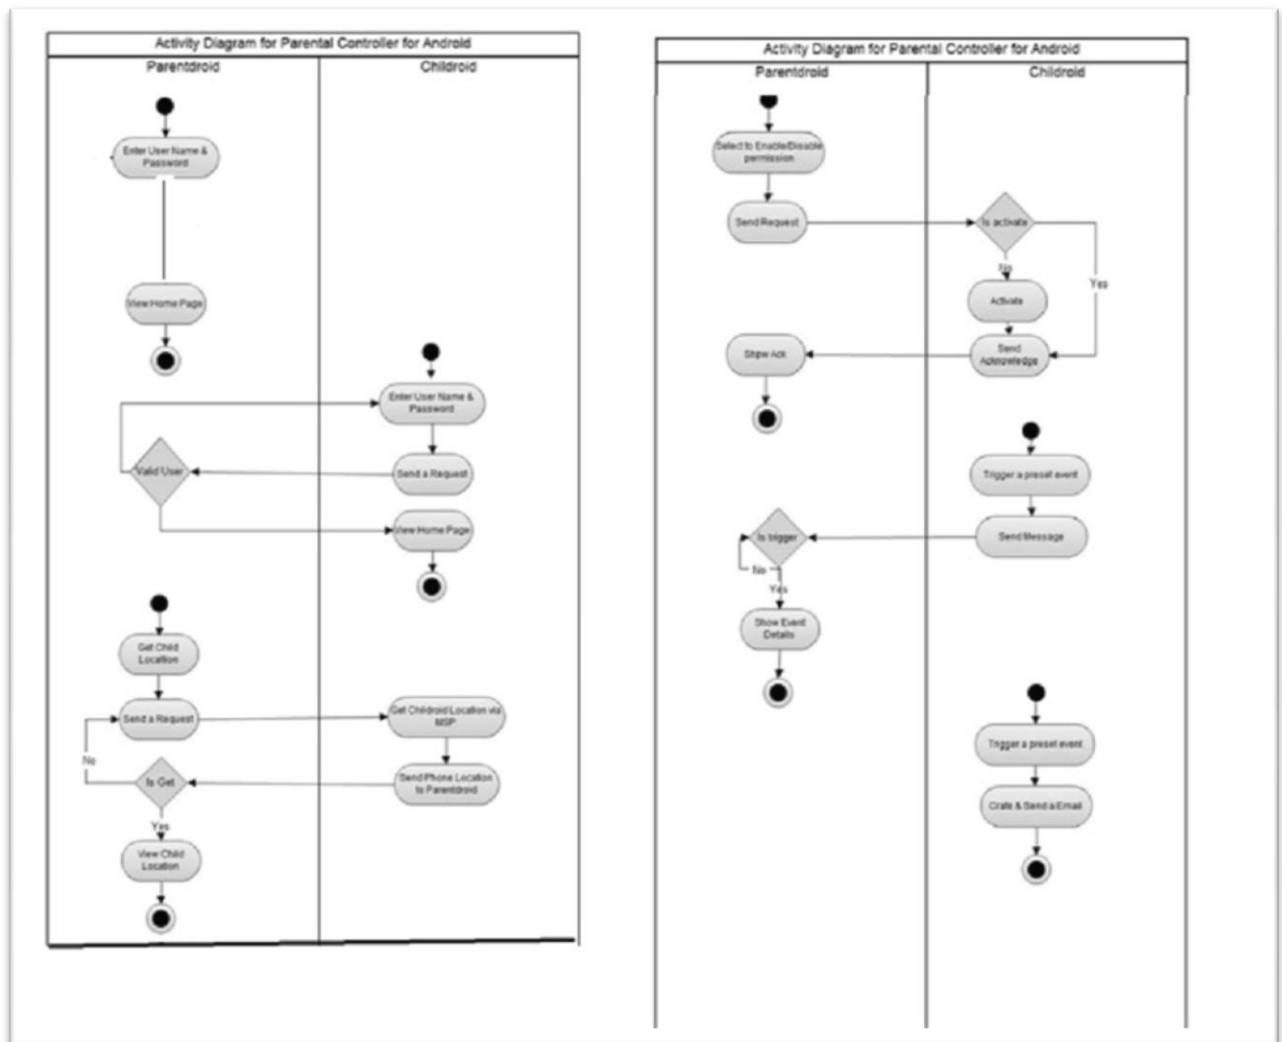 Activity Diagram for Parental Controller for Android
Parentdroid
Childroid
Enter User Name &
Password
View Home Page
Enter User Name &
Password
Valid User
Send a Request
View Home Page
Get Child
Location
Send a Request
Get Childroid Location via
MSP
No
Is Get
Send Phone Location
to Parentdroid
Yes
View Child
Location
Activity Diagram for Parental Controller for Android
Parentdroid
Childroid
Select to Enable/Disable
permission
Send Request
Is activate
No
Yes
Activate
Show Ack
Send
Acknowledge
Trigger a preset event
Is trigger
Send Message
No
Yes
Show Event
Details
Trigger a preset event
Crate & Send a Email